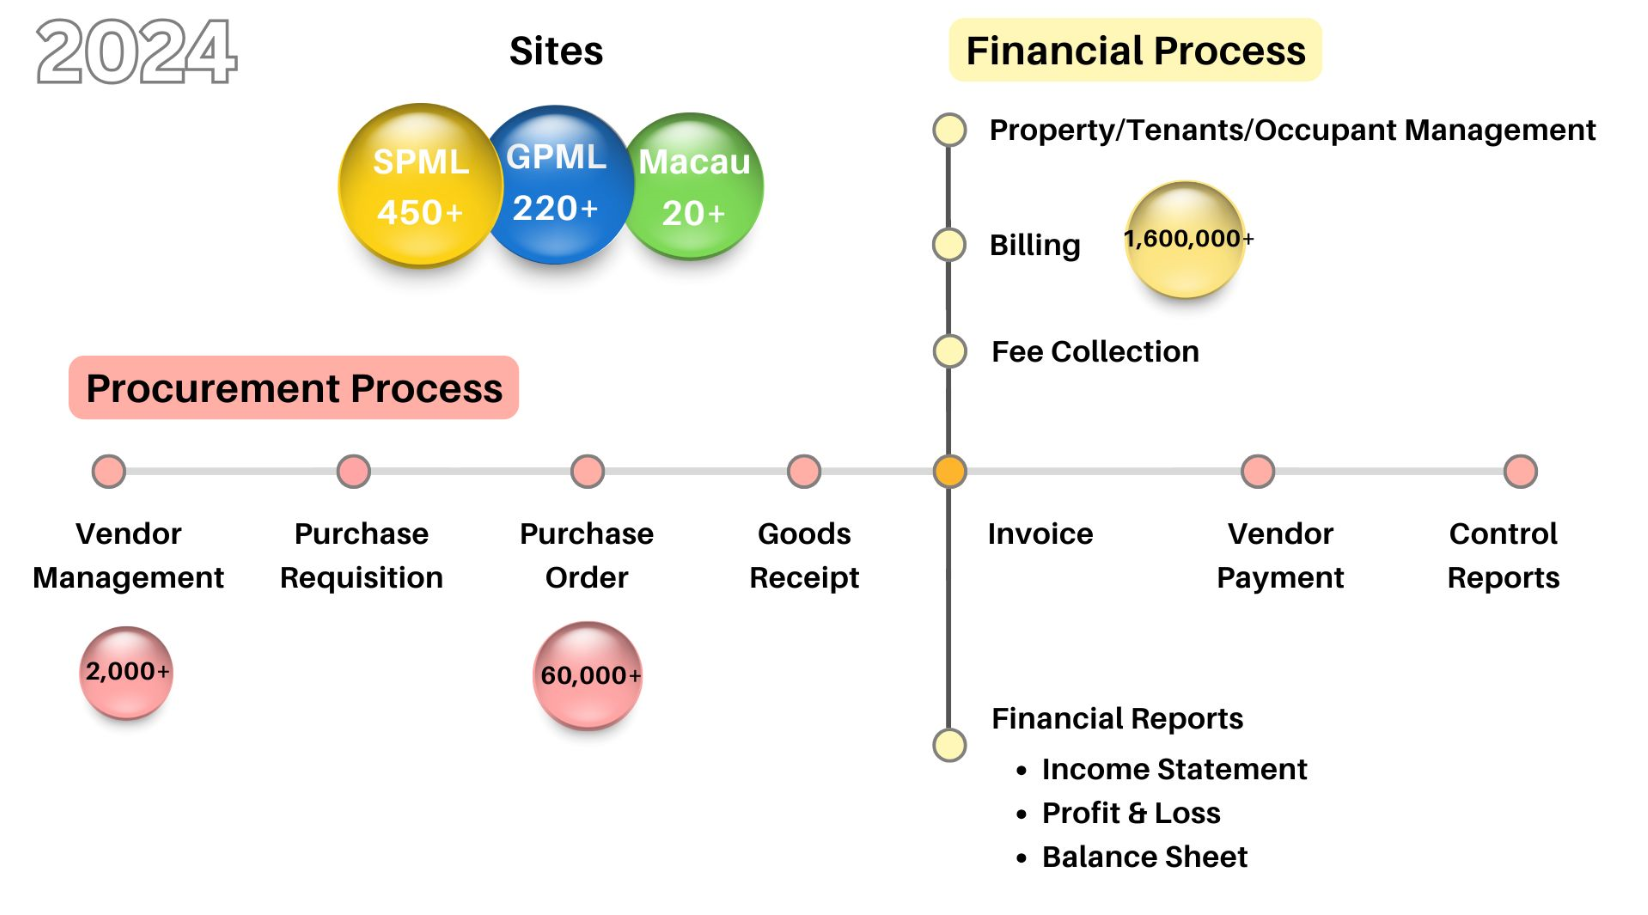 2024
Sites
SPML
450+
GPML
220+
Macau
20+
Financial Process
Property/Tenants/Occupant Management
Billing
1,600,000+
Fee Collection
Procurement Process
Vendor
Management
Purchase
Requisition
Purchase
Order
Goods
Receipt
Invoice
Vendor
Payment
Control
Reports
2,000+
60,000+
Financial Reports
• Income Statement
• Profit & Loss
• Balance Sheet